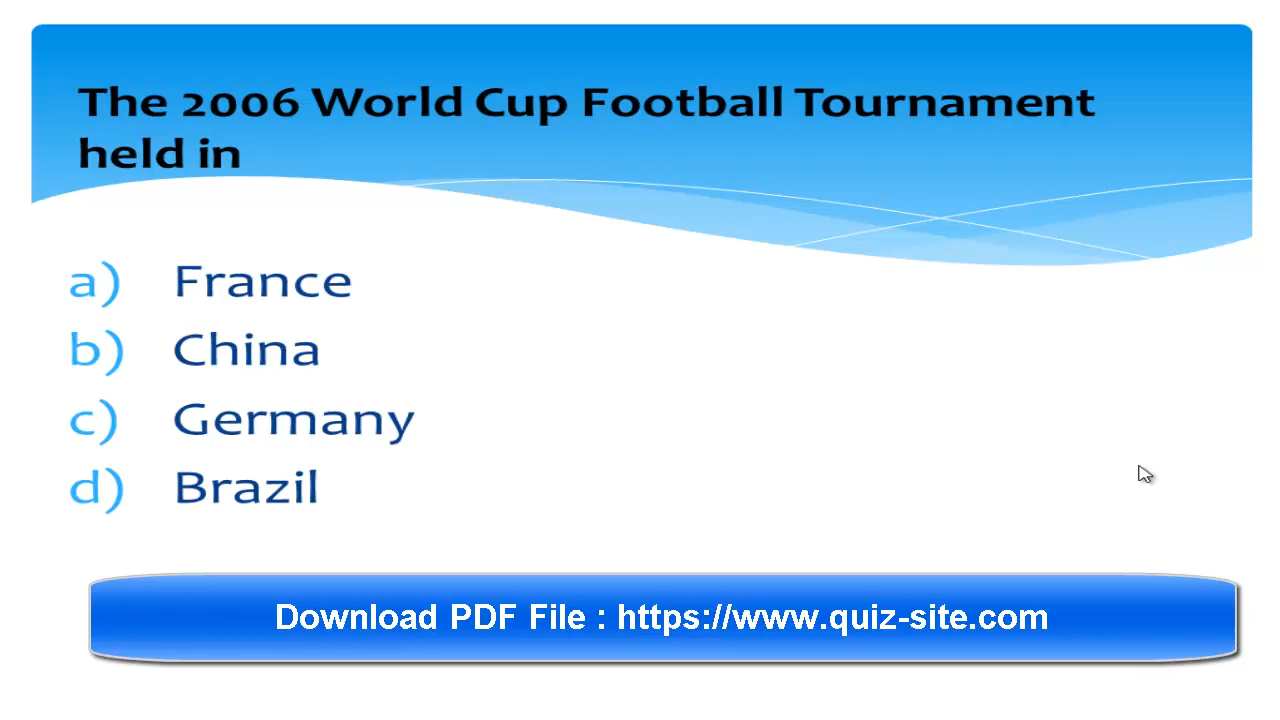 The 2006 World Cup Football Tournament
held in
a) France
b) China
c) Germany
d) Brazil
Download PDF File : https://www.quiz-site.com